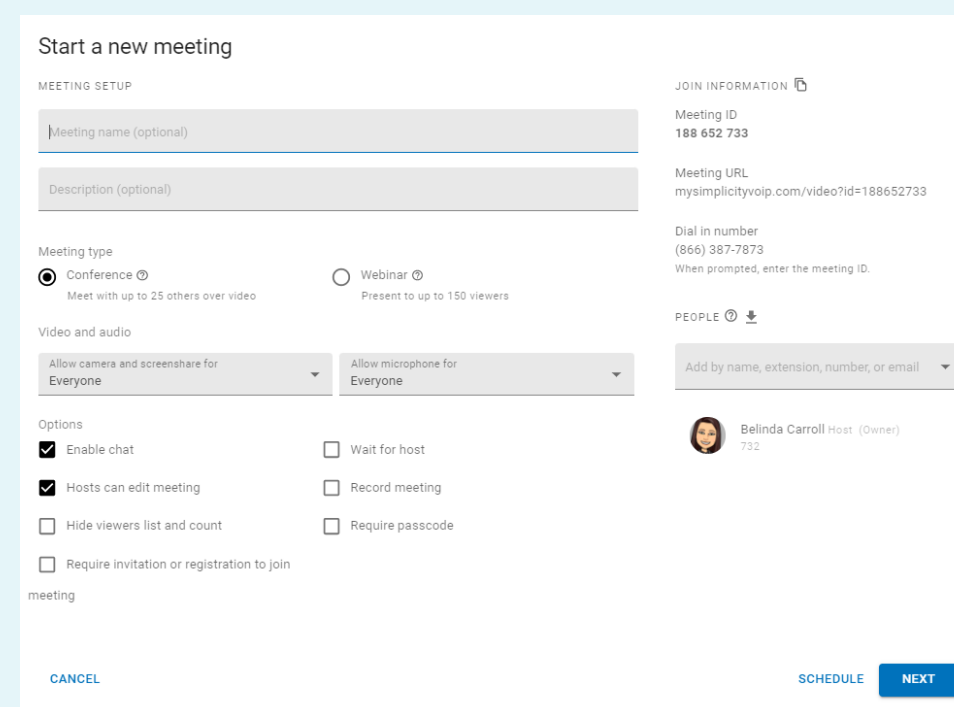 Start a new meeting
MEETING SETUP
Meeting name (optional)
Description (optional)
Meeting type
Conference
Meet with up to 25 others over video
Webinar
Present to up to 150 viewers
Video and audio
Allow camera and screenshare for
Everyone
Allow microphone for
Everyone
Options
Enable chat
Wait for host
Hosts can edit meeting
Record meeting
Hide viewers list and count
Require passcode
Require invitation or registration to join
meeting
JOIN INFORMATION
Meeting ID
188 652 733
Meeting URL
mysimplicityvoip.com/video?id=188652733
Dial in number
(866) 387-7873
When prompted, enter the meeting ID.
PEOPLE
Add by name, extension, number, or email
Belinda Carroll Host (Owner)
732
CANCEL
SCHEDULE
NEXT